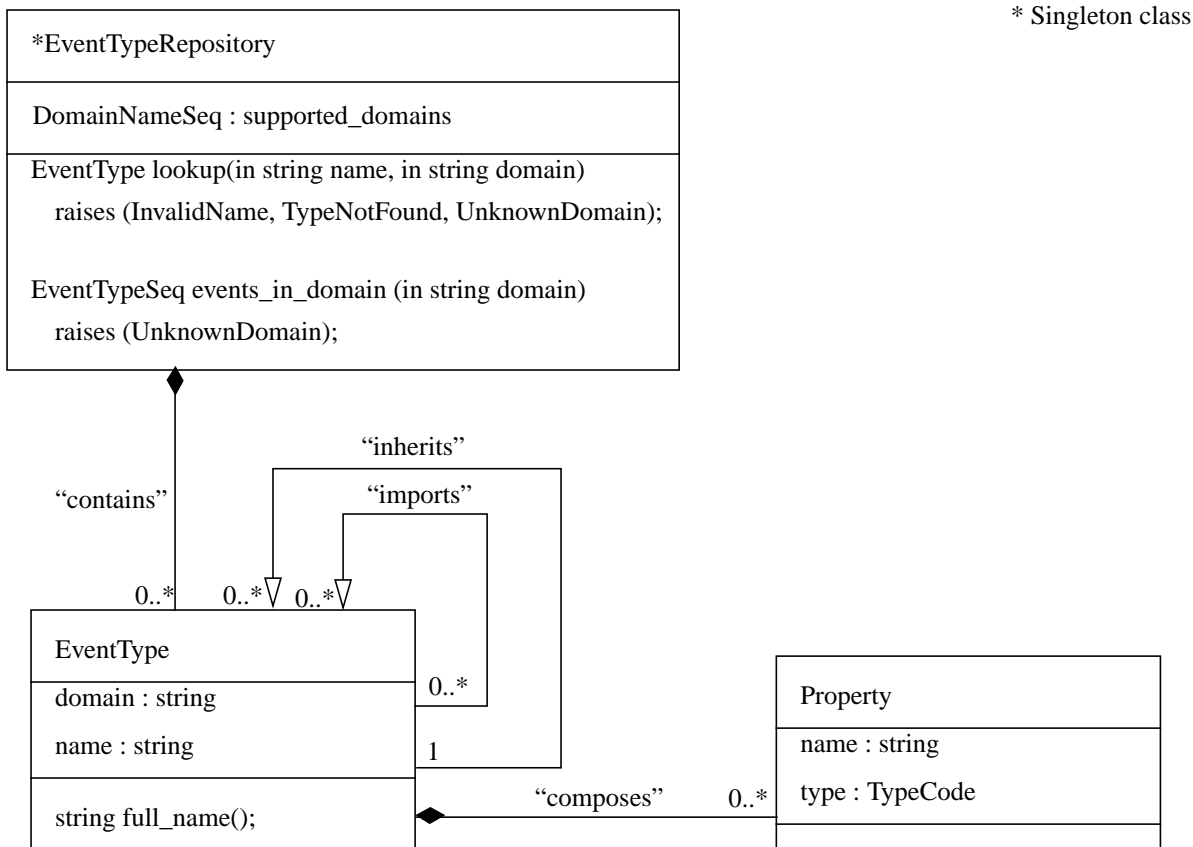 * Singleton class
*EventTypeRepository
DomainNameSeq : supported_domains
EventType lookup(in string name, in string domain)
raises (InvalidName, TypeNotFound, UnknownDomain);
EventTypeSeq events_in_domain (in string domain)
raises (UnknownDomain);
“inherits”
“imports”
“contains”
0..*
0..*
0..*
EventType
domain : string
name : string
string full_name();
0..*
1
“composes”
0..*
Property
name : string
type : TypeCode